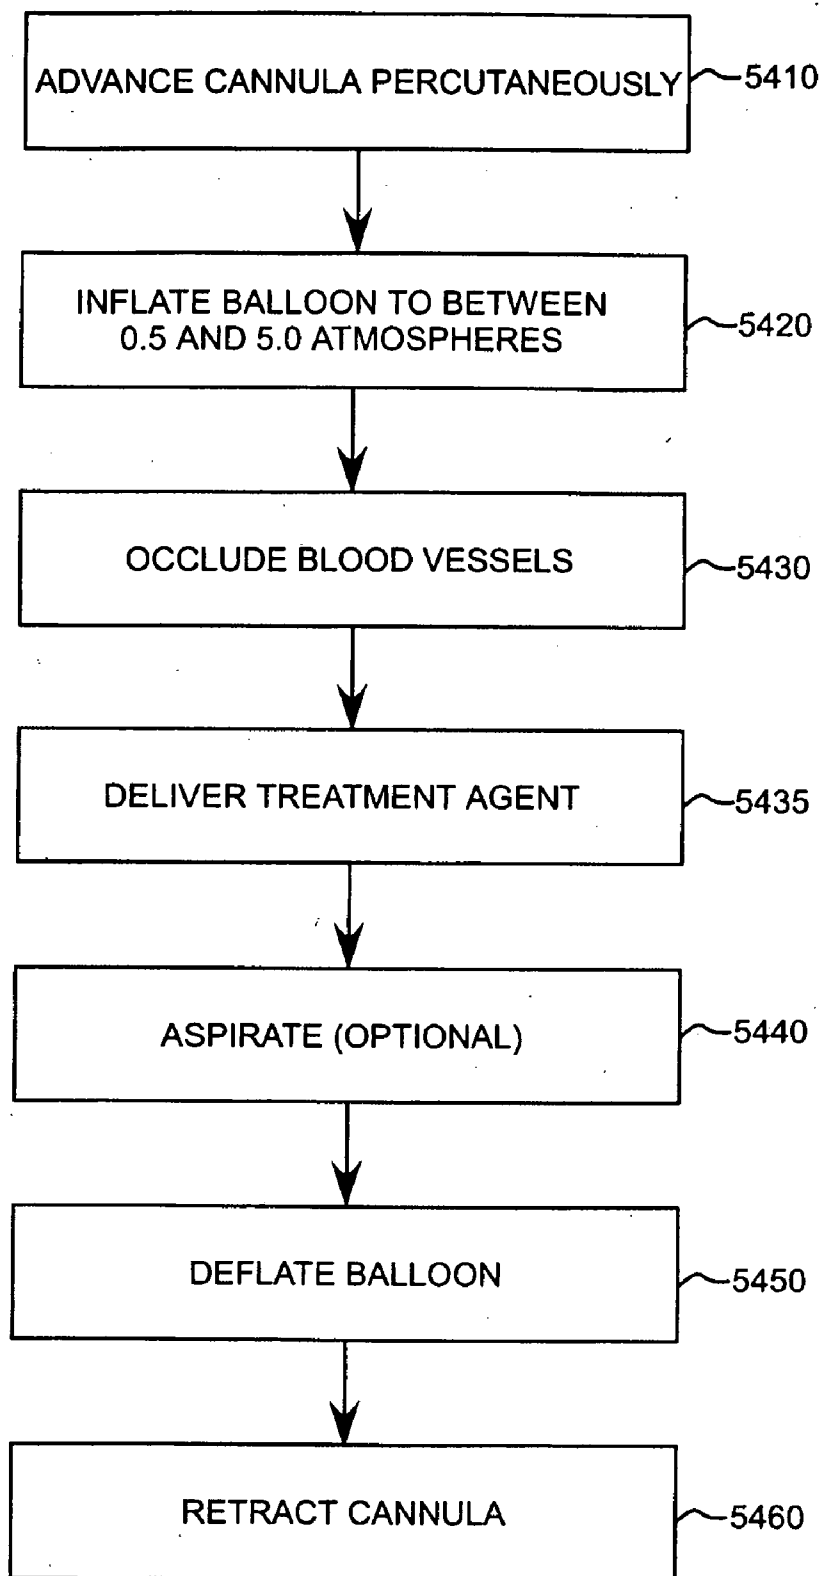 ADVANCE CANNULA PERCUTANEOUSLY
5410
INFLATE BALLOON TO BETWEEN
0.5 AND 5.0 ATMOSPHERES
5420
OCCLUDE BLOOD VESSELS
5430
DELIVER TREATMENT AGENT
5435
ASPIRATE (OPTIONAL)
5440
DEFLATE BALLOON
5450
RETRACT CANNULA
5460